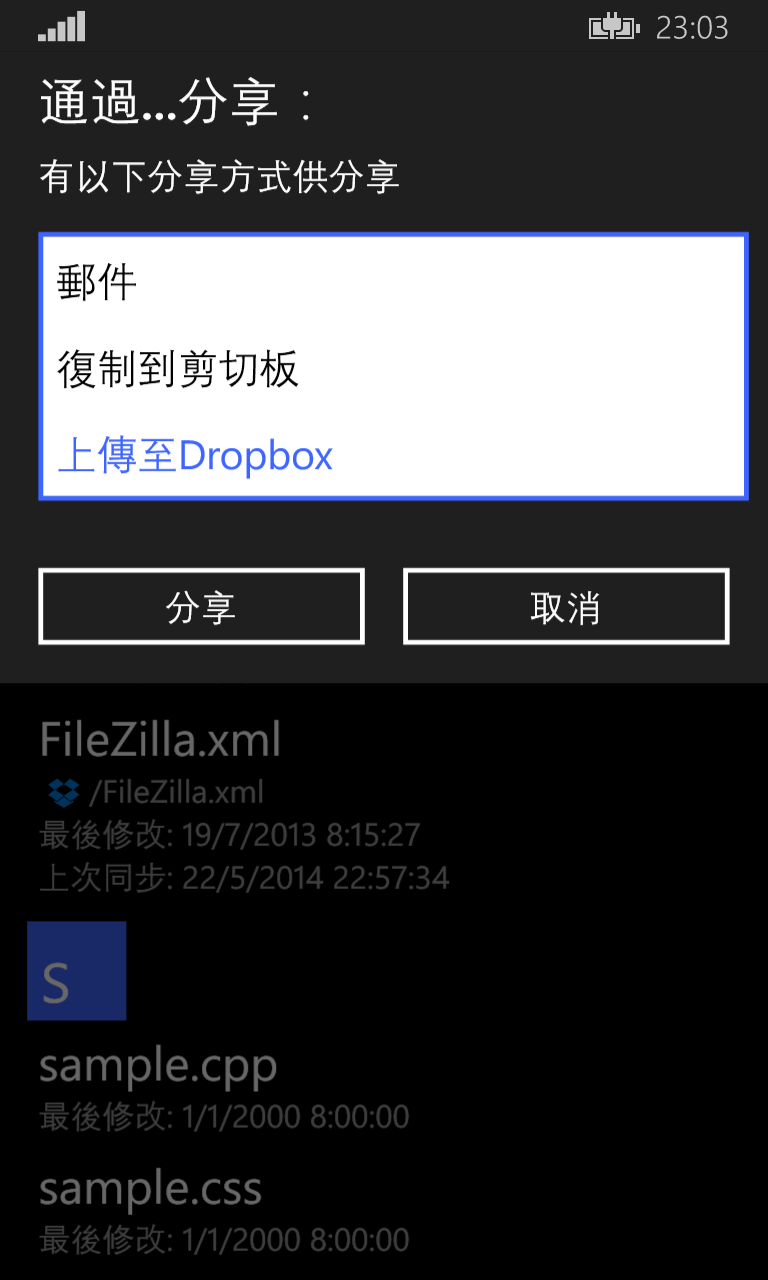 23:03
通過...分享：
有以下分享方式供分享
郵件
復制到剪切板
上傳至Dropbox
分享
取消
FileZilla.xml
/FileZilla.xml
最後修改: 19/7/2013 8:15:27
上次同步: 22/5/2014 22:57:34
S
sample.cpp
最後修改: 1/1/2000 8:00:00
sample.css
最後修改: 1/1/2000 8:00:00